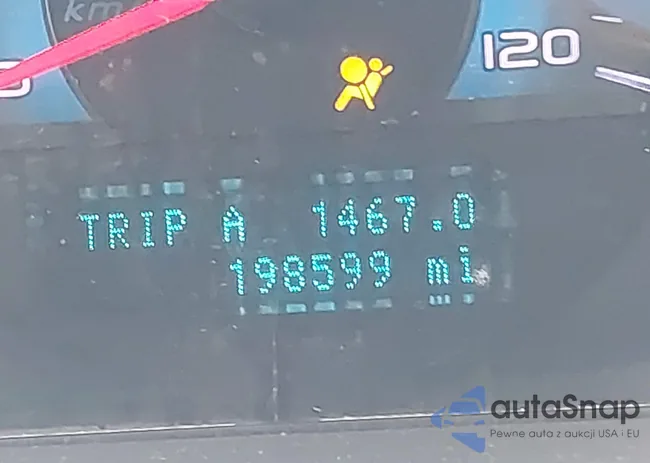 km
120
TRIP A 1467.0
198599 mi
autaSnap
Pewne auta z aukcji USA i EU